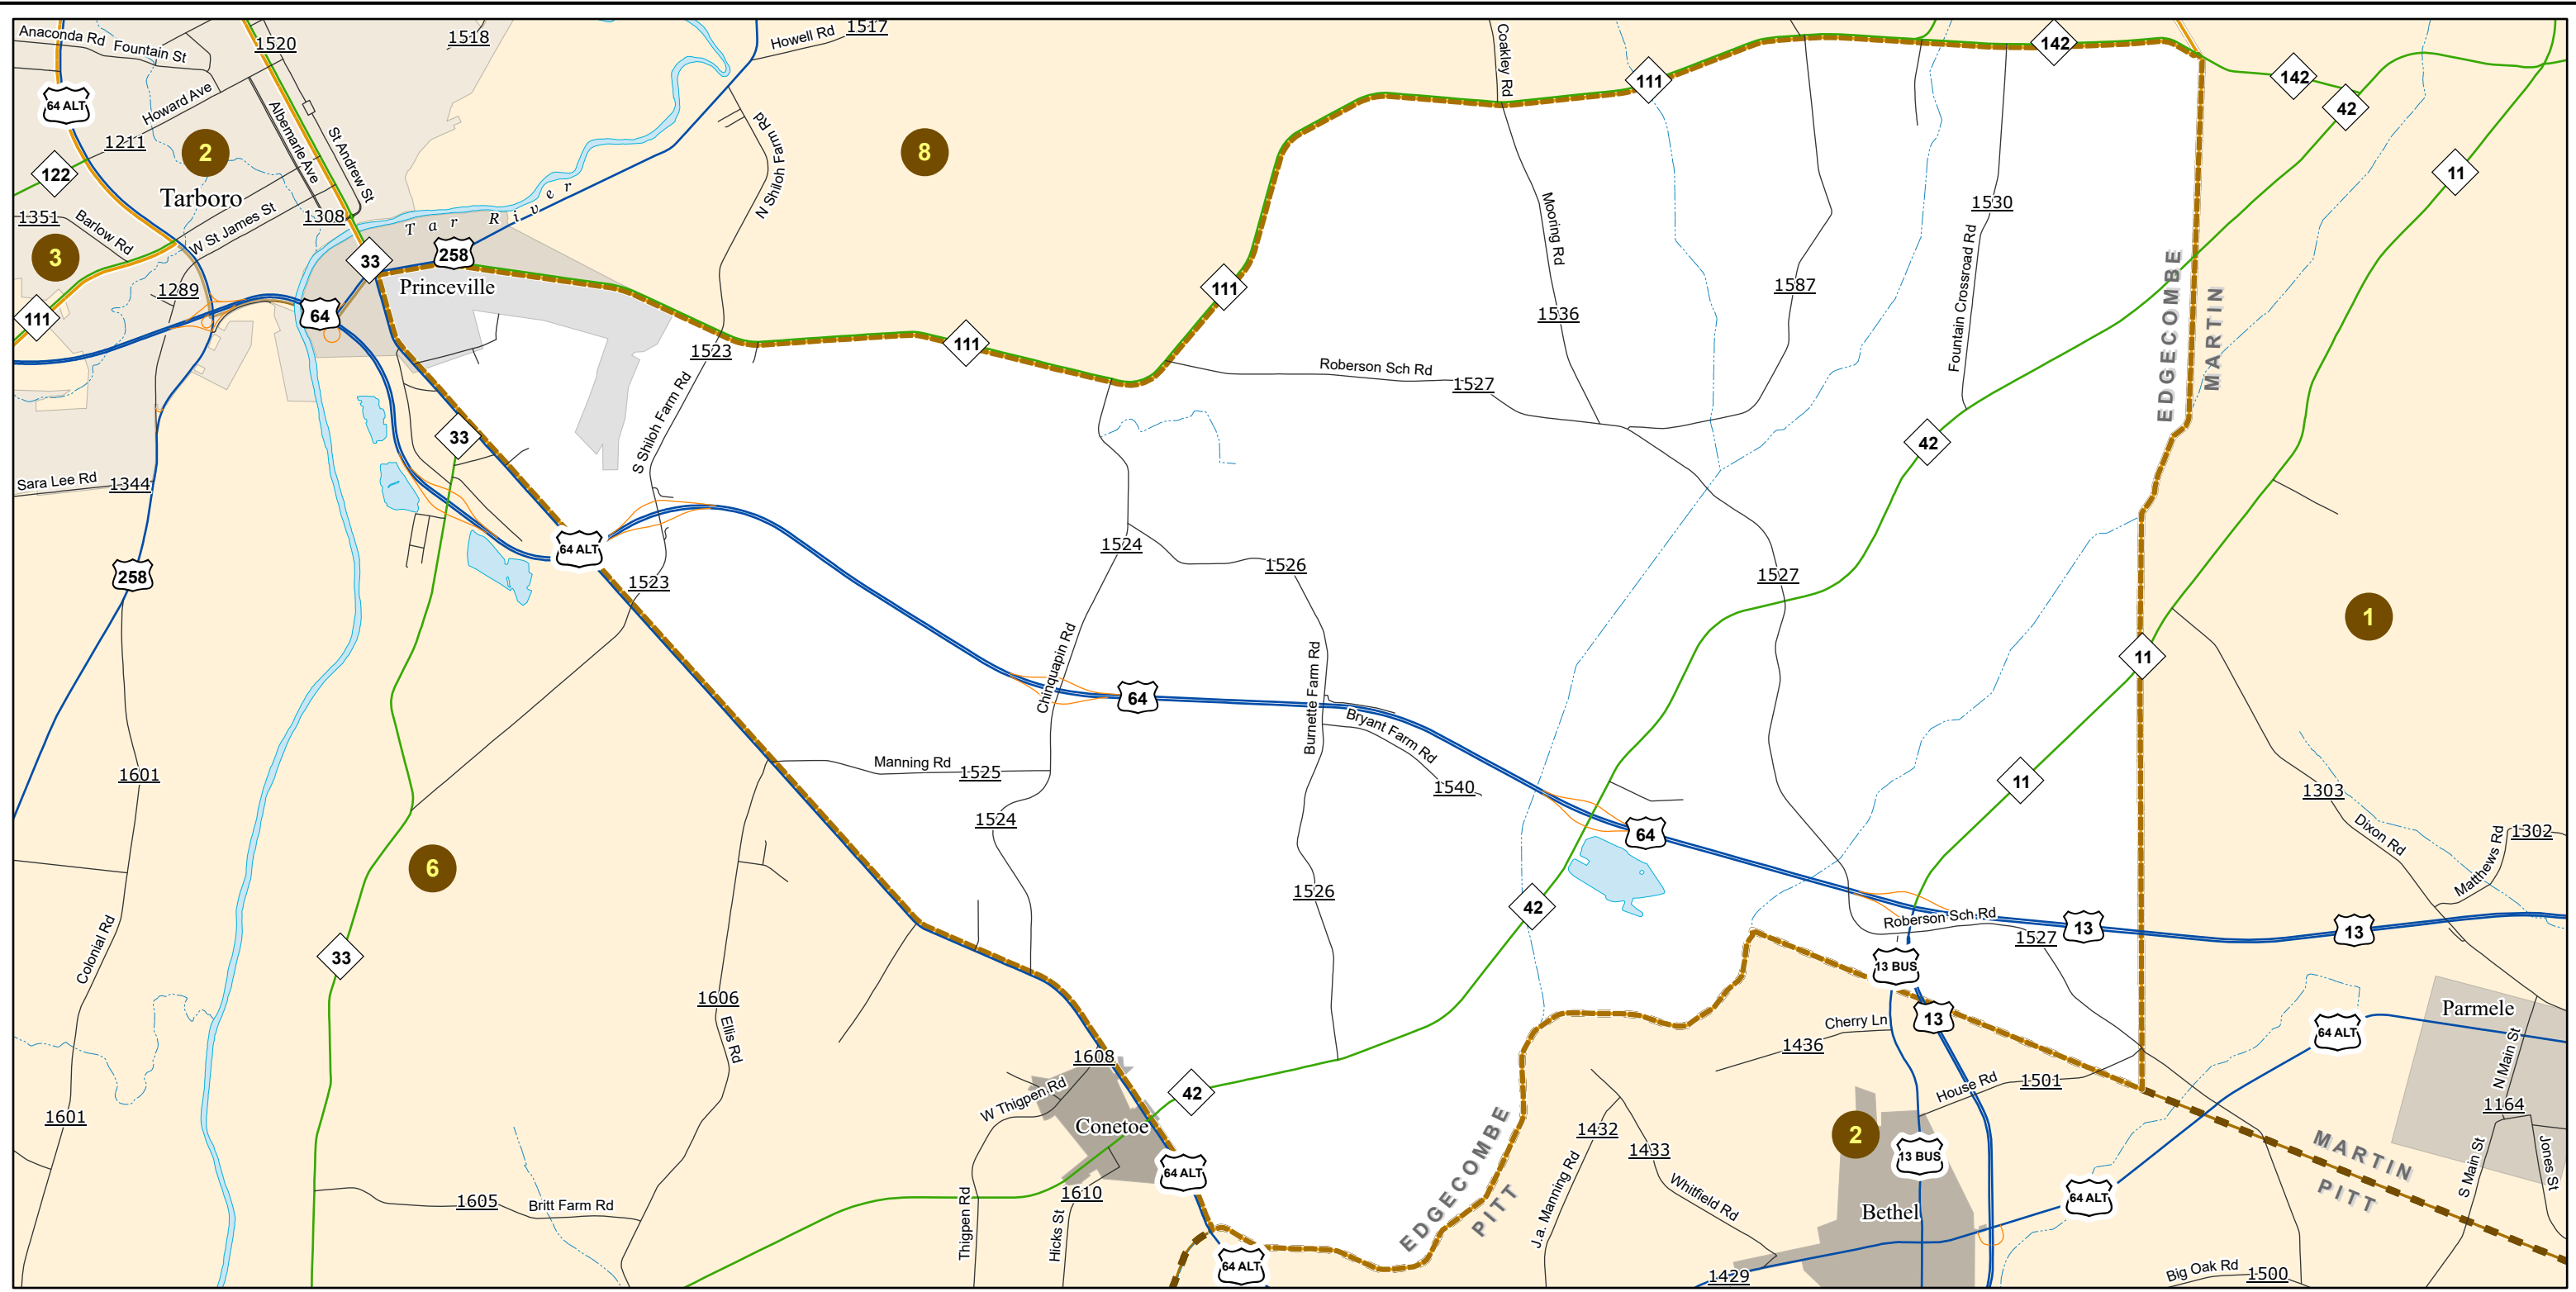 Anaconda Rd
Fountain St
1520
1518
Howell Rd
1517
Coakley Rd
142
64 ALT
Howard Ave
Albemarle Ave
St Andrew St
111
142
42
1211
2
122
Tarboro
N Shiloh Farm Rd
8
11
1351
Barlow Rd
W St James St
1308
Tar River
Mooring Rd
1530
3
33
258
Princeville
Fountain Crossroad Rd
EDGECOMBE
MARTIN
1289
64
111
111
1587
1536
111
1523
Roberson Sch Rd
1527
S Shiloh Farm Rd
33
42
Sara Lee Rd
1344
64 ALT
1524
1526
1527
258
1523
1
Chinquapin Rd
Burnette Farm Rd
11
64
Bryant Farm Rd
Manning Rd
1525
1540
11
1601
1303
1524
64
Dixon Rd
Matthews Rd
1302
6
1526
42
Colonial Rd
33
Roberson Sch Rd
1527
13
13
13 BUS
1606
Ellis Rd
13
Parmele
Cherry Ln
1436
64 ALT
N Main St
1608
W Thigpen Rd
42
House Rd
1501
1601
Conetoe
1432
1433
2
1164
EDGECOMBE
PITT
MARTIN
PITT
13 BUS
64 ALT
S Main St
Jones St
1605
Britt Farm Rd
Thigpen Rd
Hicks St
1610
J.a. Manning Rd
Whitfield Rd
Bethel
64 ALT
64 ALT
1429
Big Oak Rd
1500